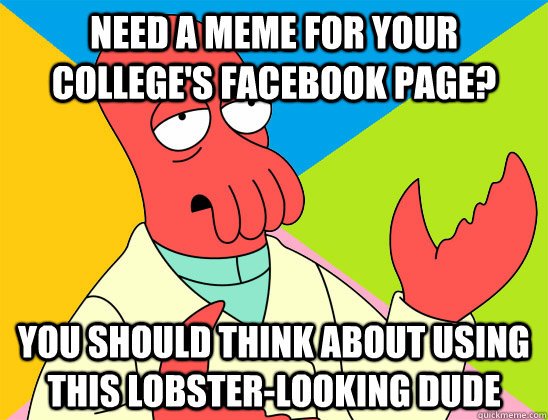 NEED A MEME FOR YOUR
COLLEGE'S FACEBOOK PAGE?
YOU SHOULD THINK ABOUT USING
THIS LOBSTER-LOOKING DUDE
quickmeme.com